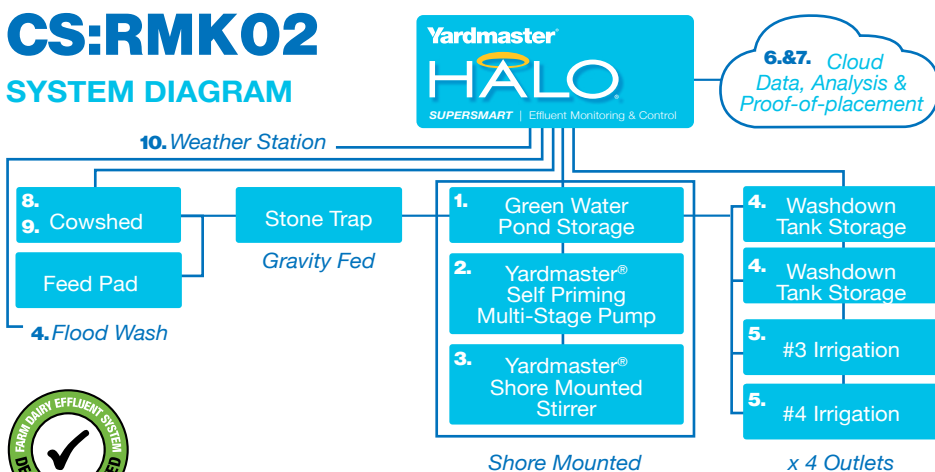 CS:RMK02
SYSTEM DIAGRAM
Yardmaster®
HALO®
SUPERSMART | Effluent Monitoring & Control
6.&7. Cloud
Data, Analysis &
Proof-of-placement
10. Weather Station
8.
9. Cowshed
Feed Pad
4. Flood Wash
Stone Trap
Gravity Fed
1. Green Water
Pond Storage
2. Yardmaster®
Self Priming
Multi-Stage Pump
3. Yardmaster®
Shore Mounted
Stirrer
Shore Mounted
4. Washdown
Tank Storage
4. Washdown
Tank Storage
5. #3 Irrigation
5. #4 Irrigation
x 4 Outlets
FARM DAIRY EFFLUENT SYSTEM